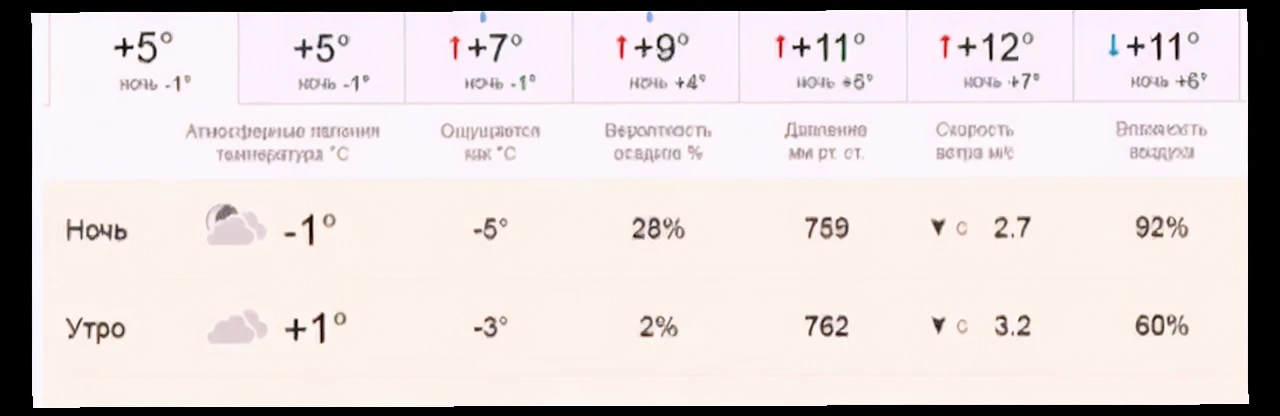 +5° +5° +7° +9° +11° +12° +11°
ночь -1° ночь -1° ночь -1° ночь +4° ночь +6° ночь +7° ночь +6°
Атмосферные явления Ощущается Вероятность Давление Скорость Влажность
температура °C как °C осадков % мм рт. ст. ветра м/с воздуха
Ночь -1° -5° 28% 759 С 2.7 92%
Утро +1° -3° 2% 762 С 3.2 60%